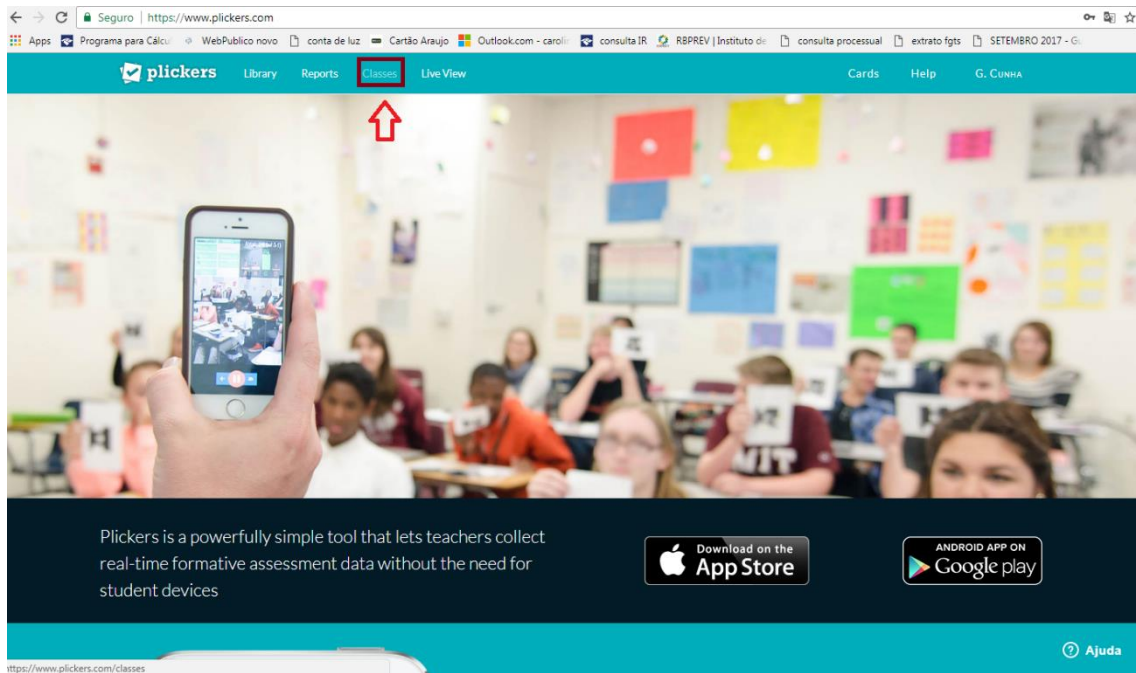 Seguro | https://www.plickers.com
Apps Programa para Cálcu WebPublico novo conta de luz Cartão Araujo Outlook.com - carolin consulta IR RBPREV | Instituto de consulta processual extrato fgts SETEMBRO 2017 - Gu
plickers Library Reports Classes Live View Cards Help G. CUNHA
MIT
Plickers is a powerfully simple tool that lets teachers collect
real-time formative assessment data without the need for
student devices
Download on the
App Store
ANDROID APP ON
Google play
Ajuda
https://www.plickers.com/classes